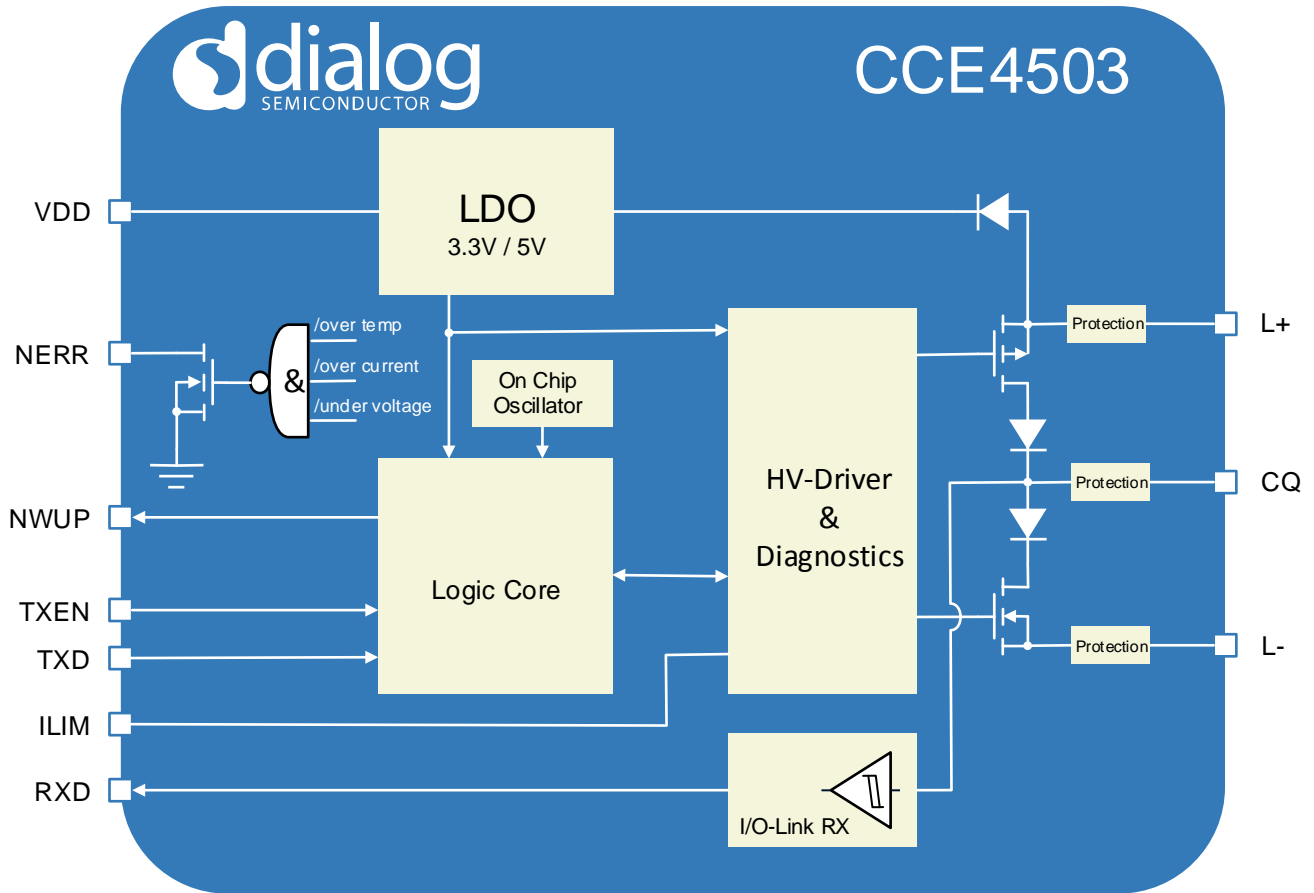 dialog
SEMICONDUCTOR
CCE4503
VDD
LDO
3.3V / 5V
NERR
&
/over temp
/over current
/under voltage
On Chip
Oscillator
Protection
L+
HV-Driver
&
Diagnostics
Protection
CQ
NWUP
Logic Core
TXEN
TXD
Protection
L-
ILIM
RXD
I/O-Link RX